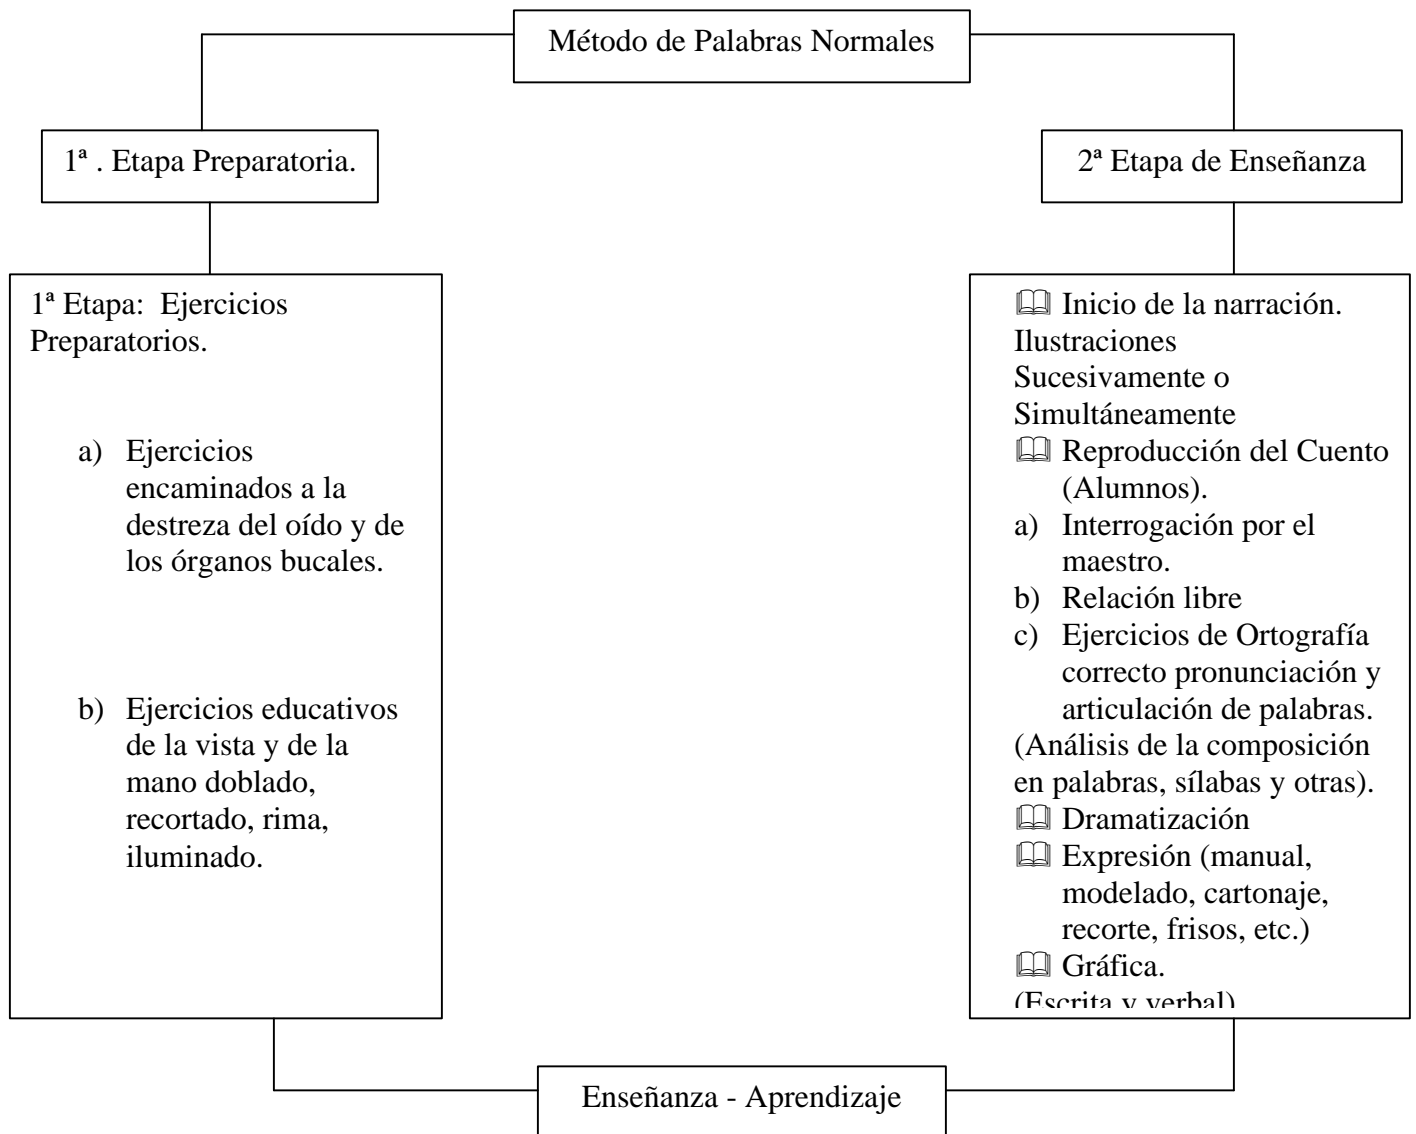 Método de Palabras Normales
1ª . Etapa Preparatoria.
2ª Etapa de Enseñanza
1ª Etapa: Ejercicios
Preparatorios.
a) Ejercicios
encaminados a la
destreza del oído y de
los órganos bucales.
b) Ejercicios educativos
de la vista y de la
mano doblado,
recortado, rima,
iluminado.
Inicio de la narración.
Ilustraciones
Sucesivamente o
Simultáneamente
Reproducción del Cuento
(Alumnos).
a) Interrogación por el
maestro.
b) Relación libre
c) Ejercicios de Ortografía
correcto pronunciación y
articulación de palabras.
(Análisis de la composición
en palabras, sílabas y otras).
Dramatización
Expresión (manual,
modelado, cartonaje,
recorte, frisos, etc.)
Gráfica.
(Escrita y verbal)
Enseñanza - Aprendizaje